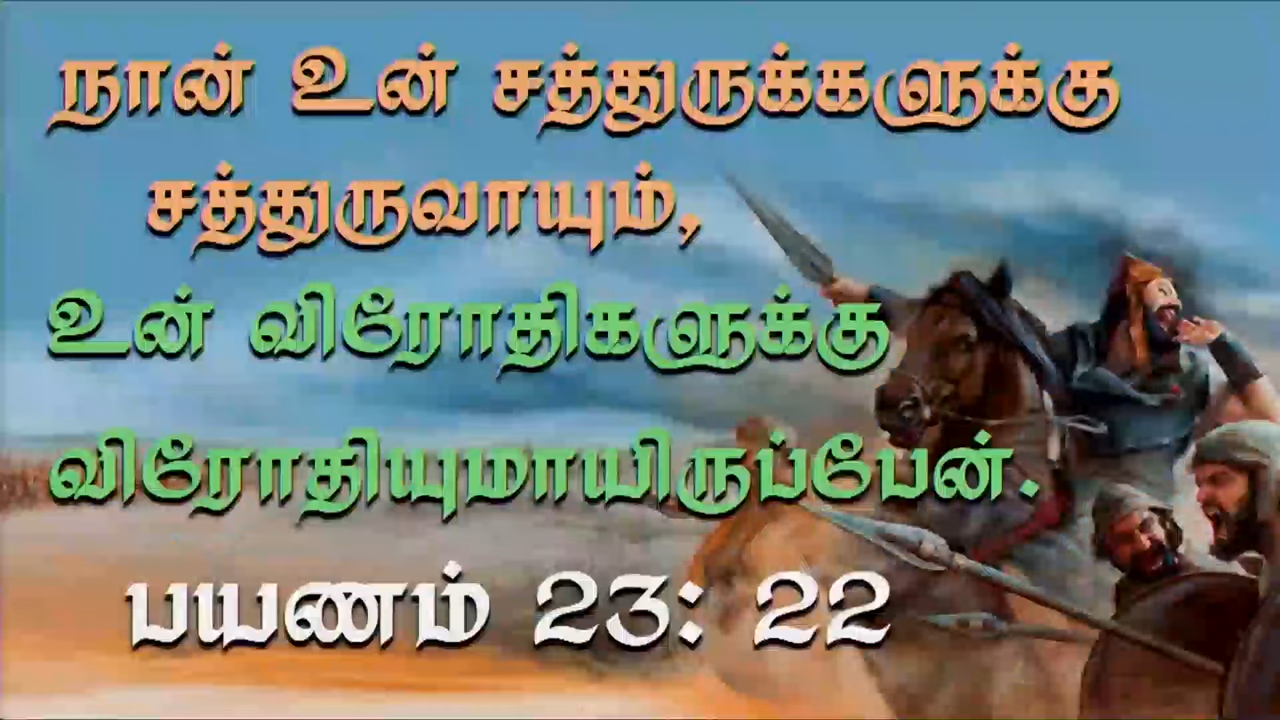 நான் உன் சத்துருக்களுக்கு
சத்துருவாயும்,
உன் விரோதிகளுக்கு
விரோதியுமாயிருப்பேன்.
பயணம் 23: 22